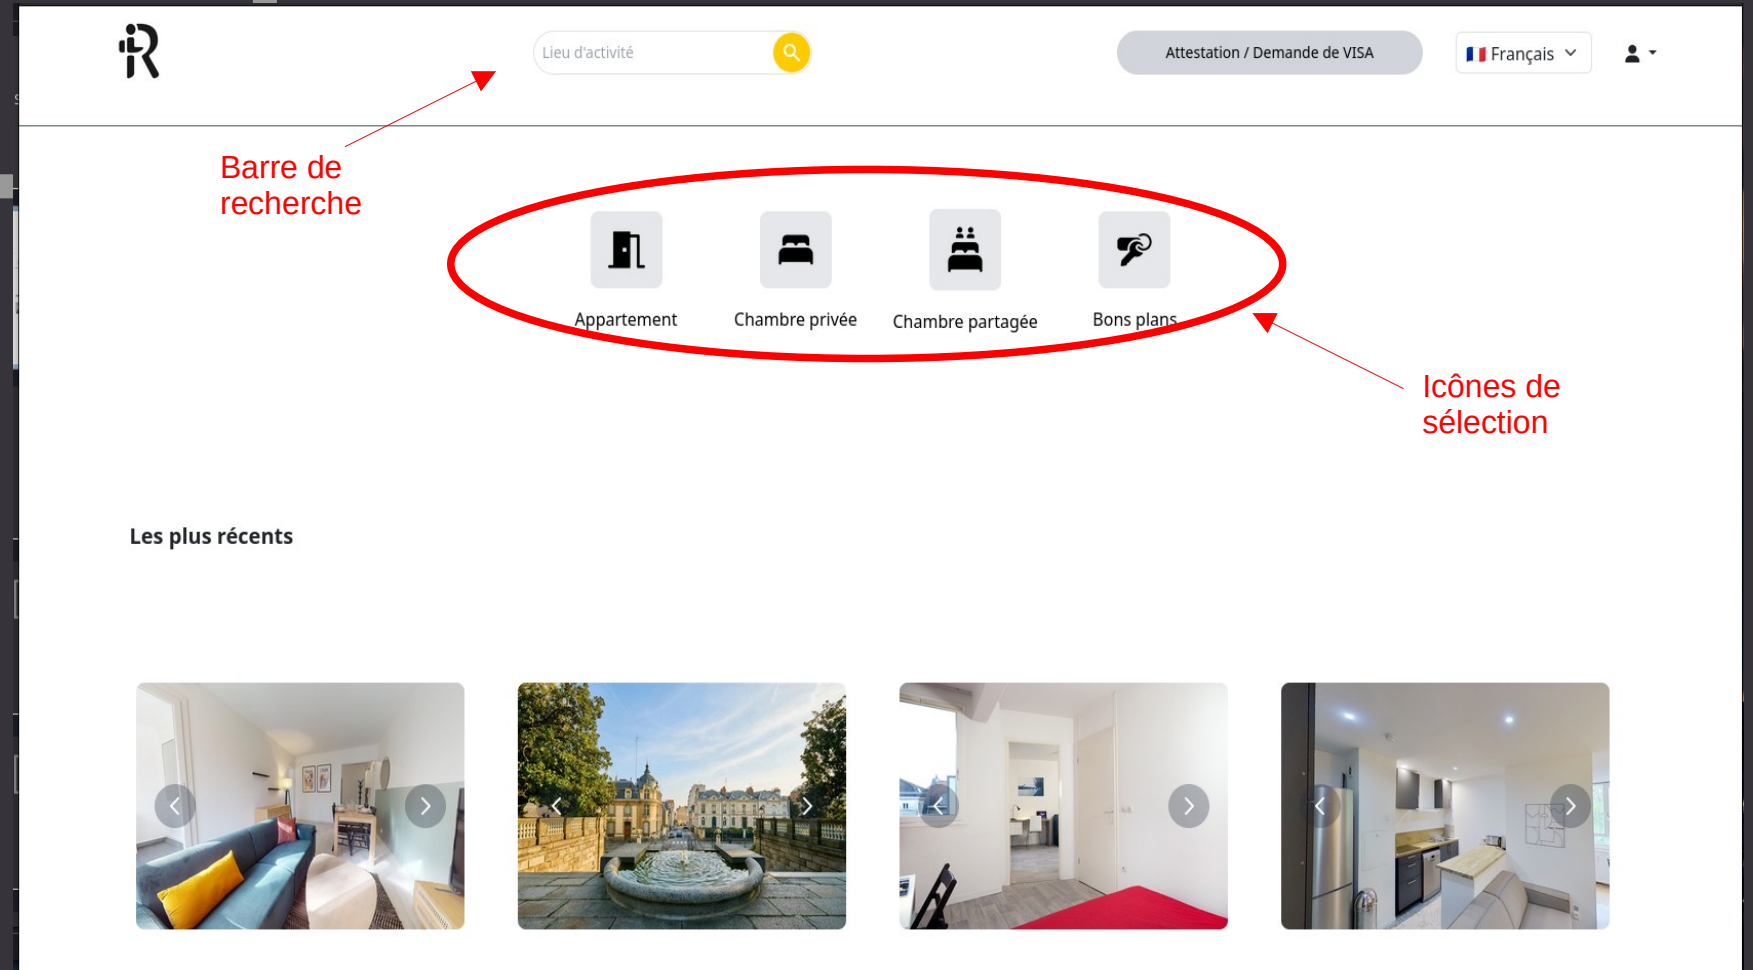 Lieu d'activité
Attestation / Demande de VISA
Français
Barre de
recherche
Appartement
Chambre privée
Chambre partagée
Bons plans
Icônes de
sélection
Les plus récents